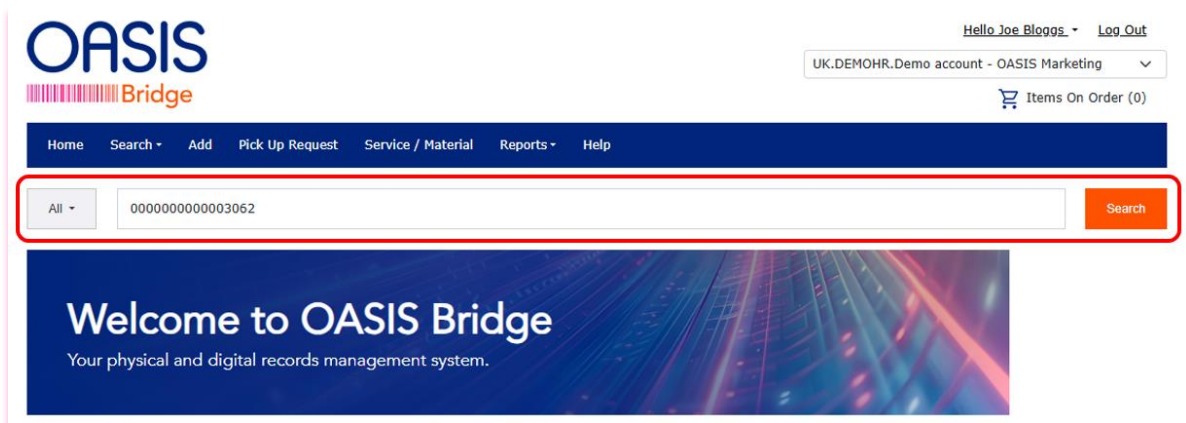 OASIS
Bridge
Hello Joe Bloggs Log Out
UK.DEMOHR.Demo account - OASIS Marketing
Items On Order (0)
Home Search Add Pick Up Request Service / Material Reports Help
All 0000000000003062 Search
Welcome to OASIS Bridge
Your physical and digital records management system.